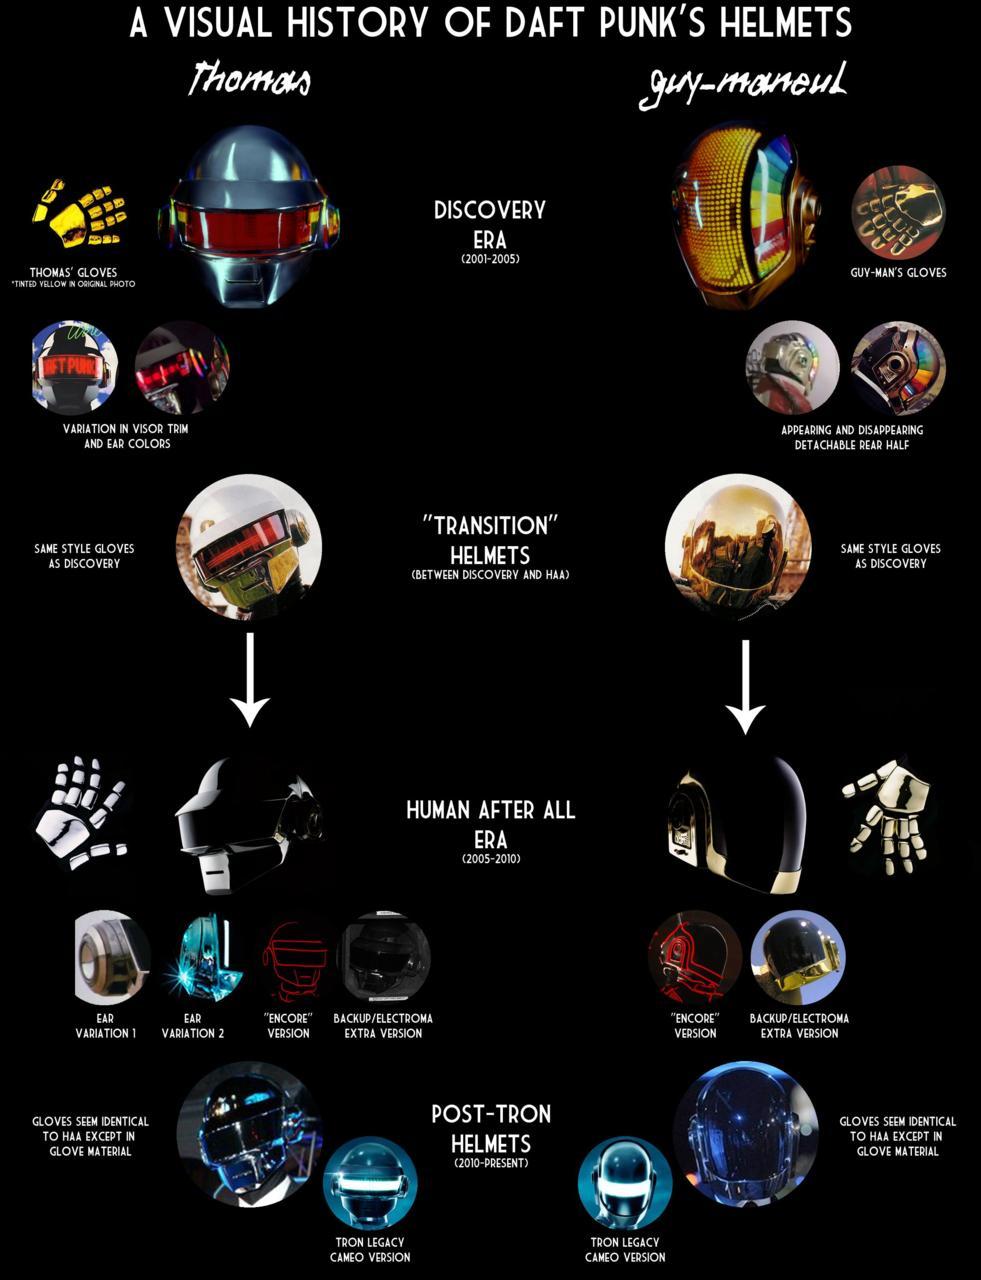 A VISUAL HISTORY OF DAFT PUNK'S HELMETS
Thomas
guy-maneul
DISCOVERY
ERA
(2001-2005)
THOMAS' GLOVES
*TINTED YELLOW IN ORIGINAL PHOTO
GUY-MAN'S GLOVES
VARIATION IN VISOR TRIM
AND EAR COLORS
APPEARING AND DISAPPEARING
DETACHABLE REAR HALF
"TRANSITION"
HELMETS
(BETWEEN DISCOVERY AND HAA)
SAME STYLE GLOVES
AS DISCOVERY
SAME STYLE GLOVES
AS DISCOVERY
HUMAN AFTER ALL
ERA
(2005-2010)
EAR
VARIATION 1
EAR
VARIATION 2
"ENCORE"
VERSION
BACKUP/ELECTROMA
EXTRA VERSION
"ENCORE"
VERSION
BACKUP/ELECTROMA
EXTRA VERSION
POST-TRON
HELMETS
(2010-PRESENT)
GLOVES SEEM IDENTICAL
TO HAA EXCEPT IN
GLOVE MATERIAL
GLOVES SEEM IDENTICAL
TO HAA EXCEPT IN
GLOVE MATERIAL
TRON LEGACY
CAMEO VERSION
TRON LEGACY
CAMEO VERSION